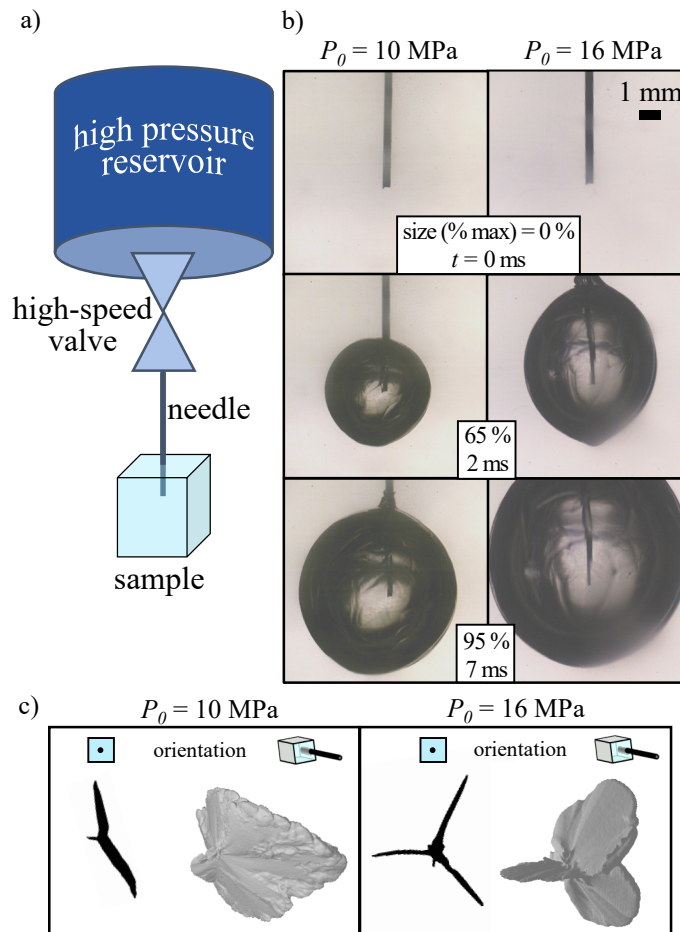 a)
high pressure
reservoir
high-speed
valve
needle
sample
b)
P₀ = 10 MPa
P₀ = 16 MPa
1 mm
size (% max) = 0 %
t = 0 ms
65 %
2 ms
95 %
7 ms
c)
P₀ = 10 MPa
P₀ = 16 MPa
orientation
orientation